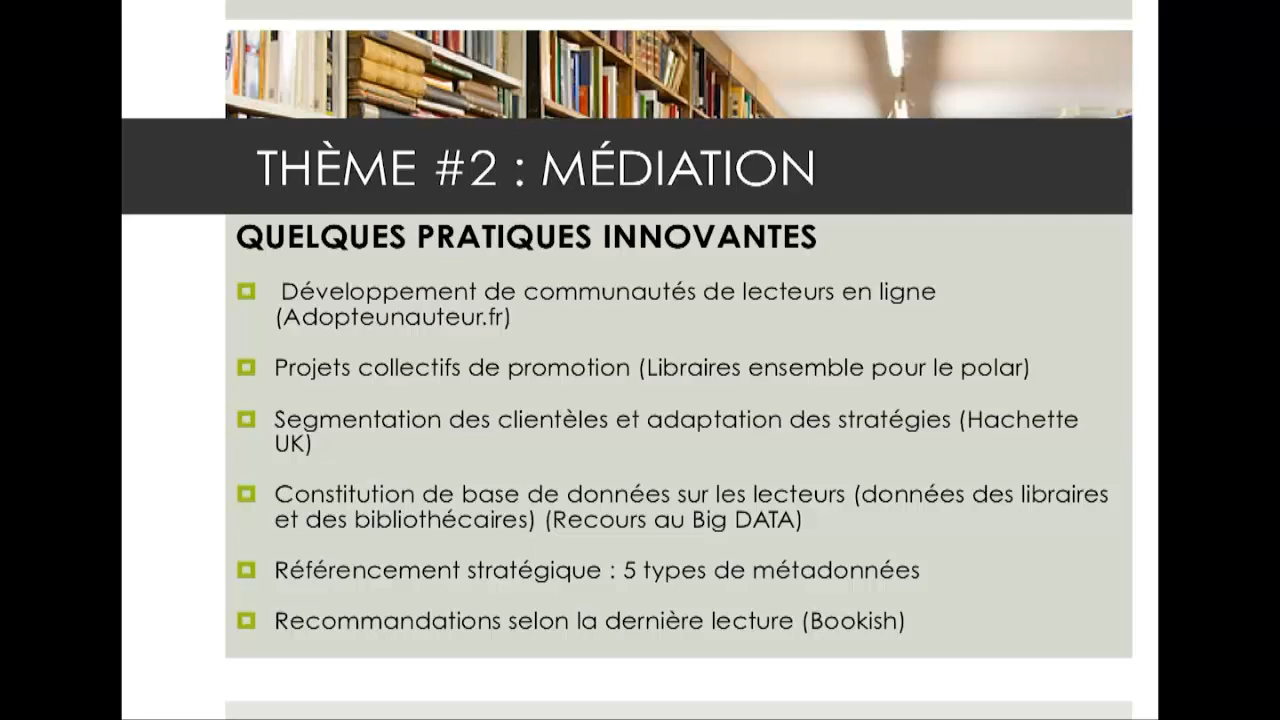 THÈME #2 : MÉDIATION
QUELQUES PRATIQUES INNOVANTES
Développement de communautés de lecteurs en ligne
(Adopteunauteur.fr)
Projets collectifs de promotion (Libraires ensemble pour le polar)
Segmentation des clientèles et adaptation des stratégies (Hachette
UK)
Constitution de base de données sur les lecteurs (données des libraires
et des bibliothécaires) (Recours au Big DATA)
Référencement stratégique : 5 types de métadonnées
Recommandations selon la dernière lecture (Bookish)